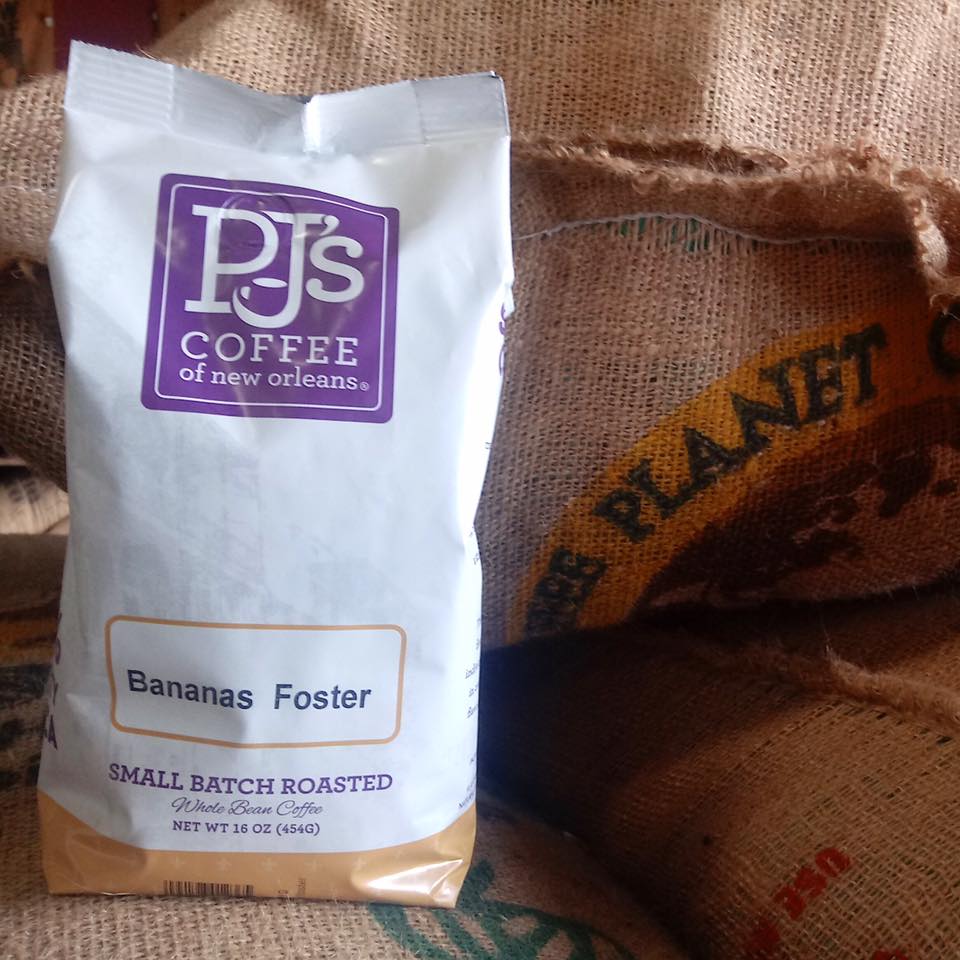 PJ's
COFFEE
of new orleans®
Bananas Foster
SMALL BATCH ROASTED
Whole Bean Coffee
NET WT 16 OZ (454G)
PLANET
USE